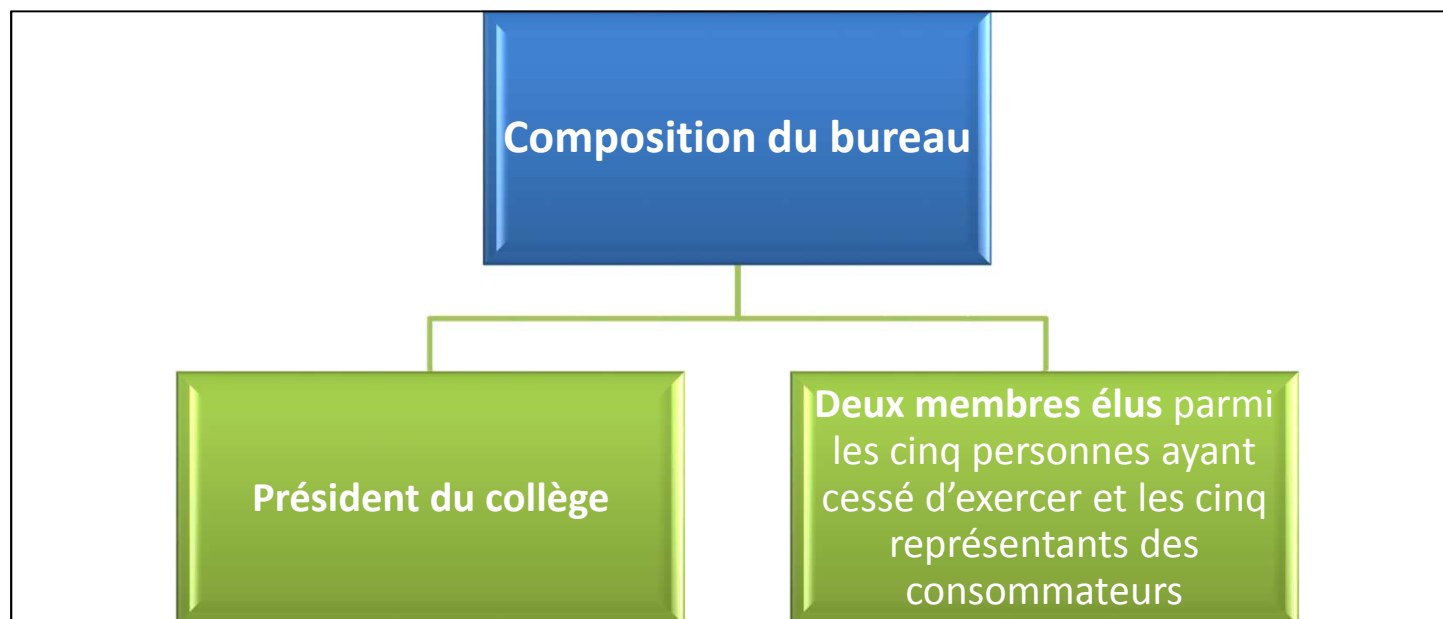 Composition du bureau
Président du collège
Deux membres élus parmi
les cinq personnes ayant
cessé d’exercer et les cinq
représentants des
consommateurs